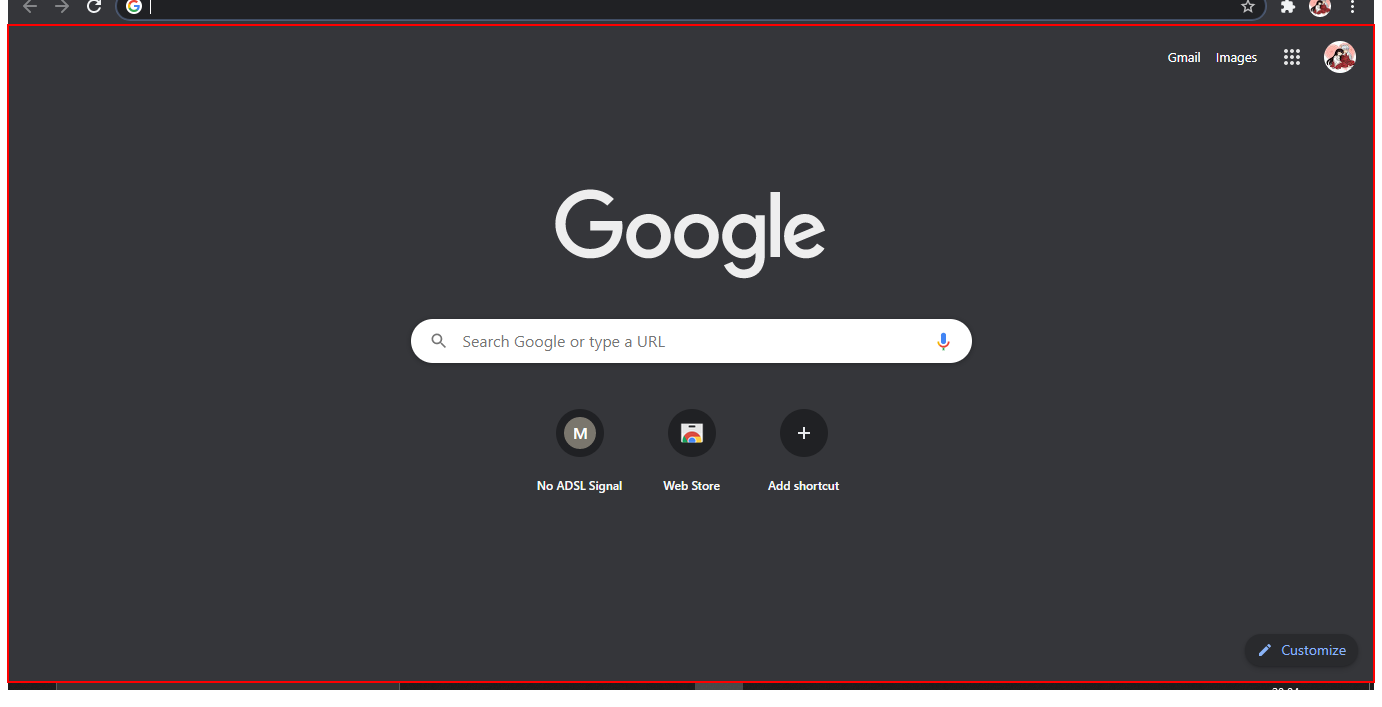 Gmail Images
Google
Search Google or type a URL
M
No ADSL Signal Web Store Add shortcut
Customize